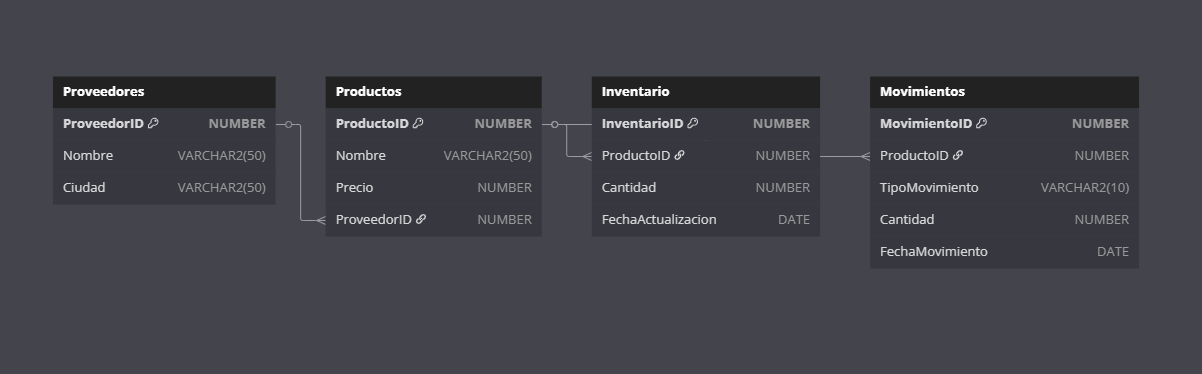 Proveedores
ProveedorID NUMBER
Nombre VARCHAR2(50)
Ciudad VARCHAR2(50)
Productos
ProductoID NUMBER
Nombre VARCHAR2(50)
Precio NUMBER
ProveedorID NUMBER
Inventario
InventarioID NUMBER
ProductoID NUMBER
Cantidad NUMBER
FechaActualizacion DATE
Movimientos
MovimientoID NUMBER
ProductoID NUMBER
TipoMovimiento VARCHAR2(10)
Cantidad NUMBER
FechaMovimiento DATE